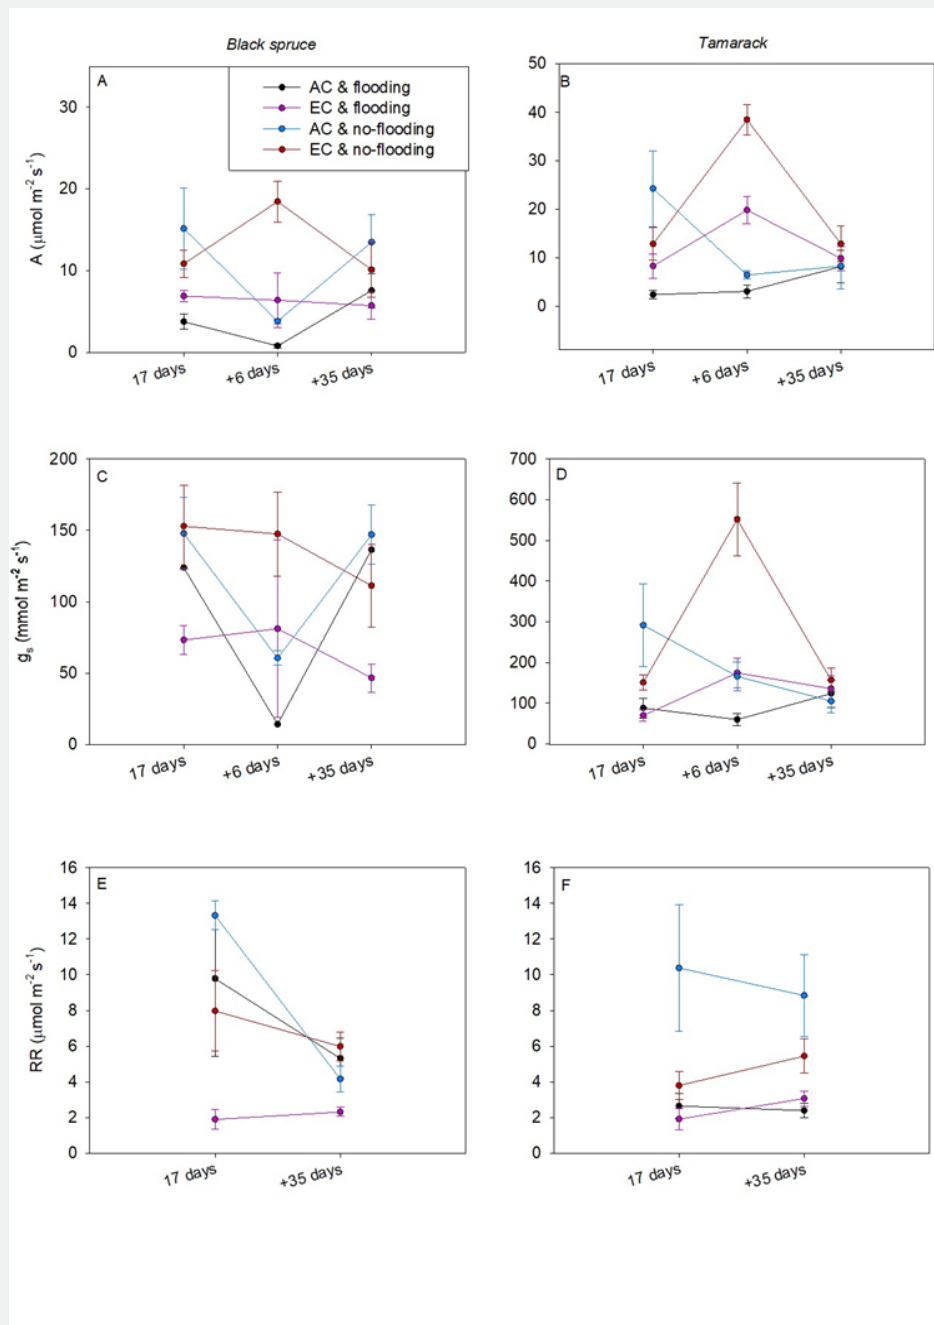 Black spruce
Tamarack
A
AC & flooding
EC & flooding
AC & no-flooding
EC & no-flooding
30
20
10
0
A (μmol m⁻² s⁻¹)
17 days
+6 days
+35 days
B
50
40
30
20
10
0
17 days
+6 days
+35 days
C
200
150
100
50
0
gₛ (mmol m⁻² s⁻¹)
17 days
+6 days
+35 days
D
700
600
500
400
300
200
100
0
17 days
+6 days
+35 days
E
16
14
12
10
8
6
4
2
0
RR (μmol m⁻² s⁻¹)
17 days
+35 days
F
16
14
12
10
8
6
4
2
0
17 days
+35 days